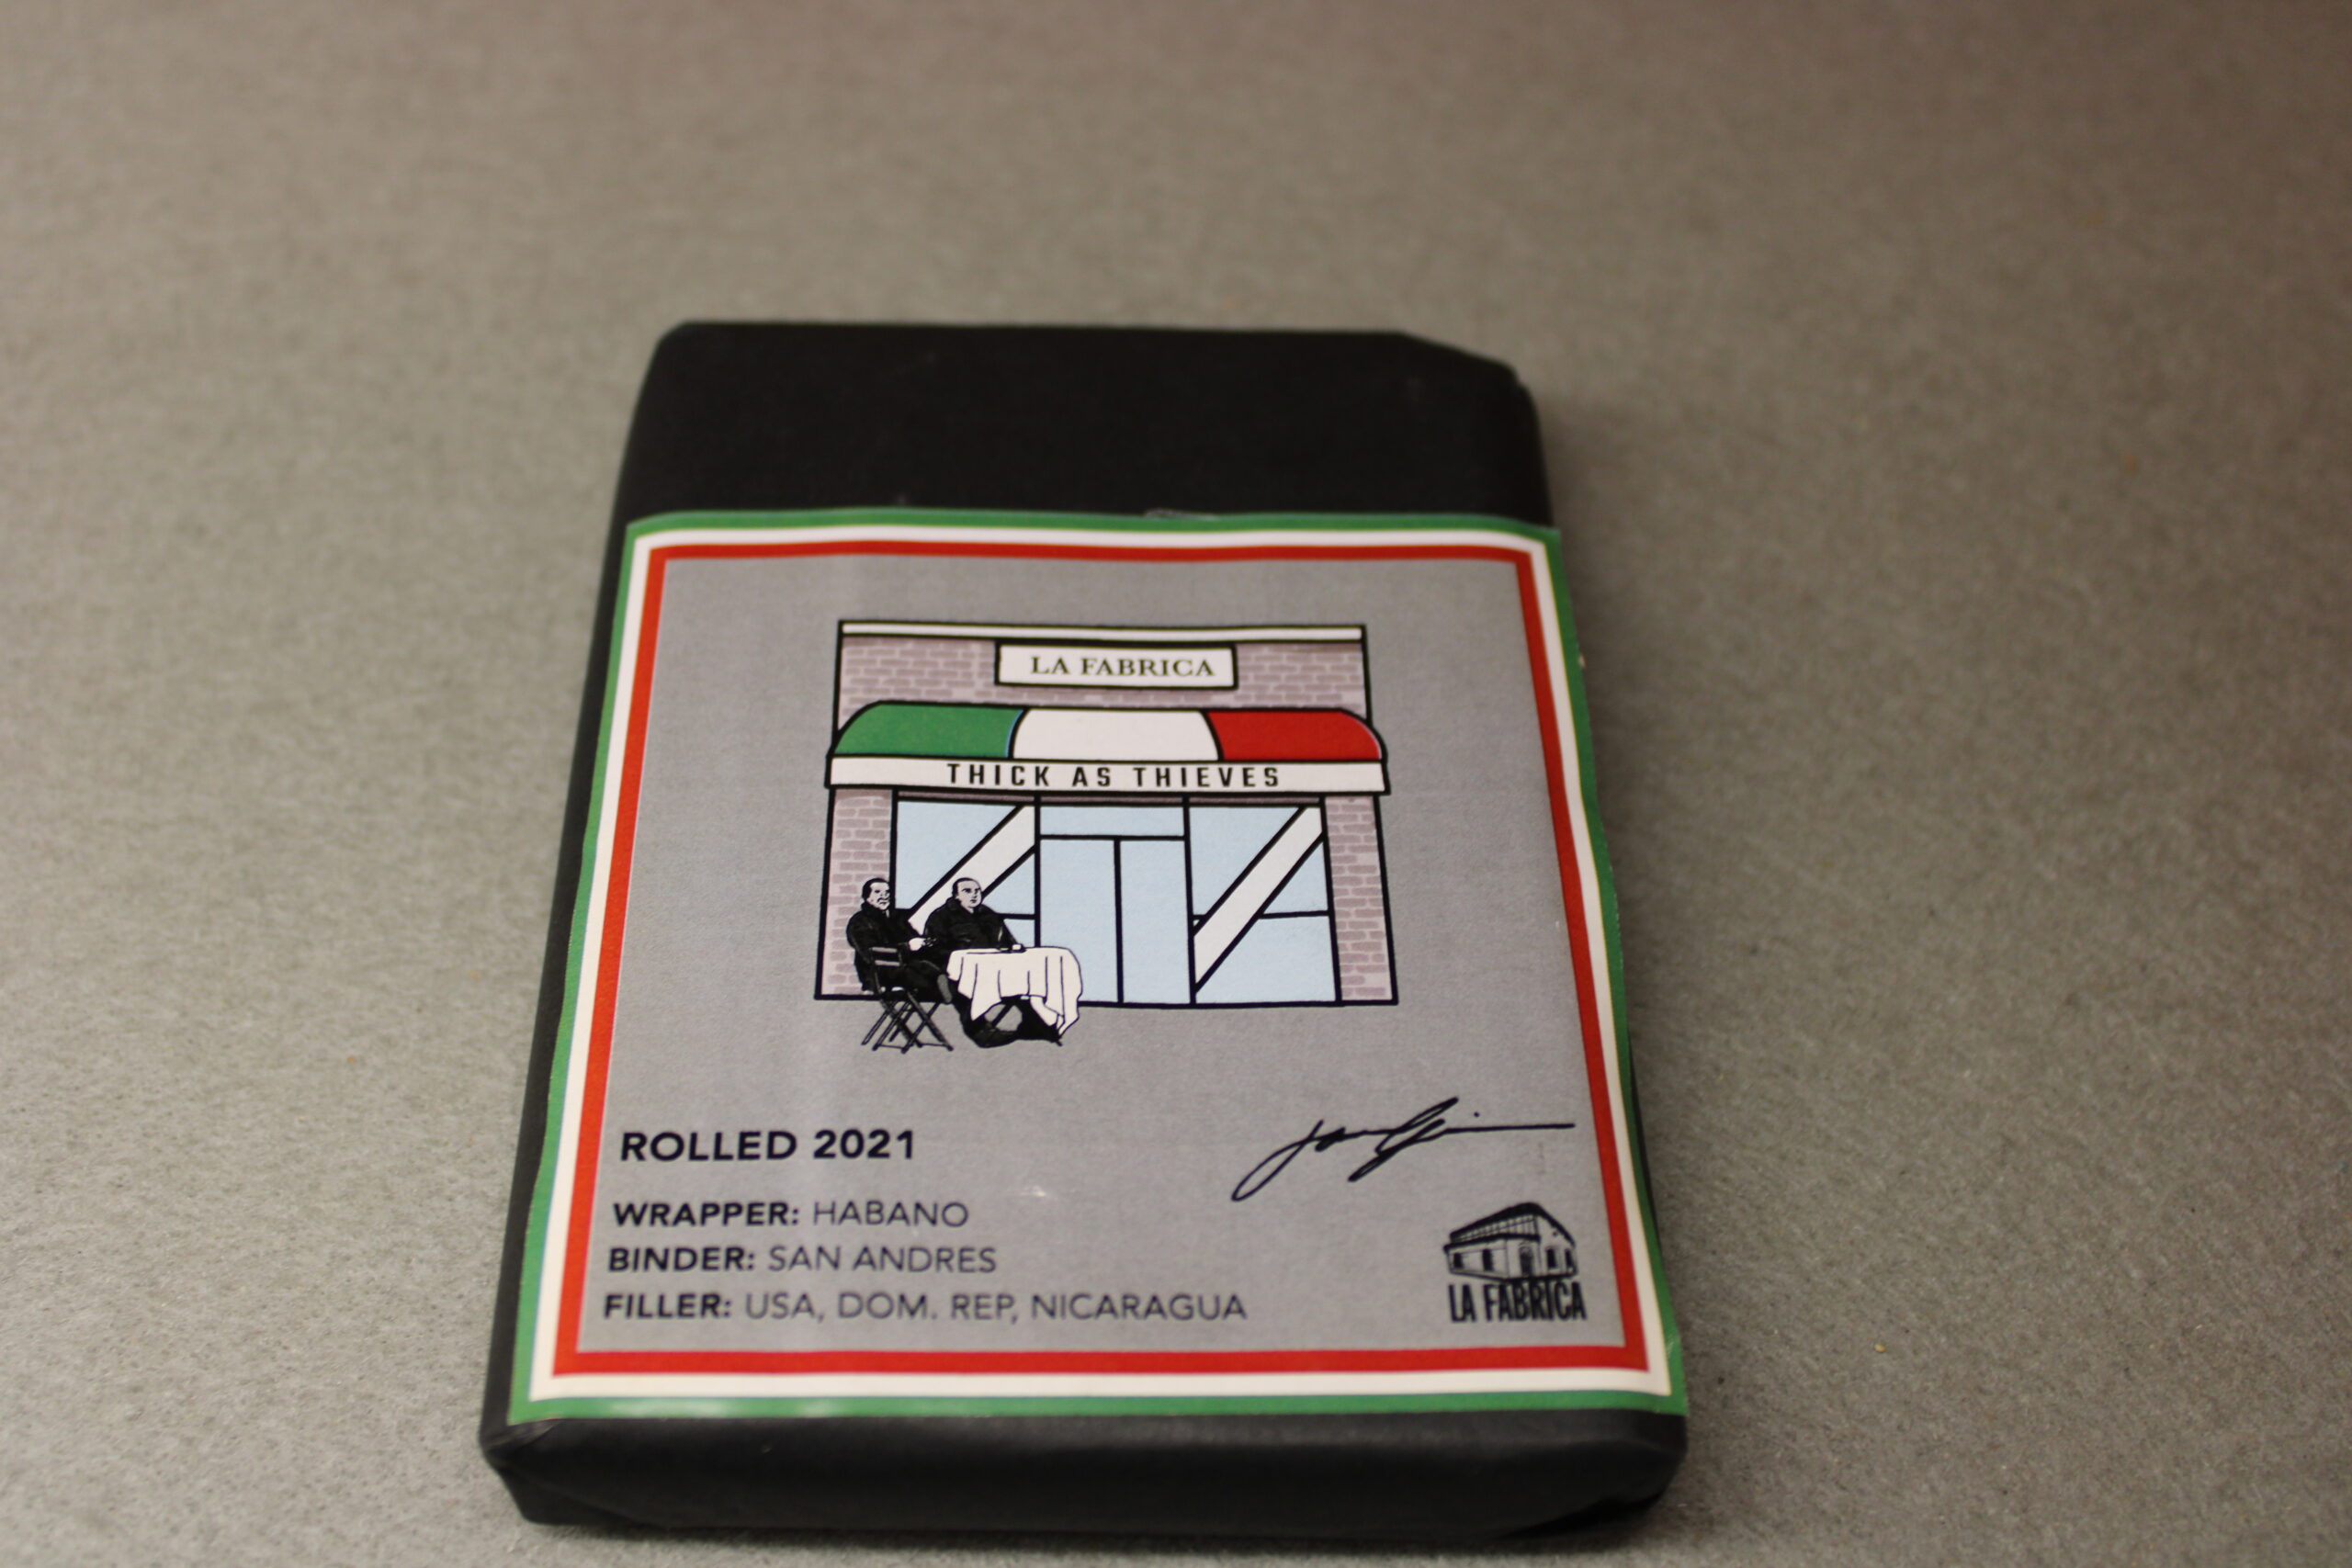 LA FABRICA
THICK AS THIEVES
ROLLED 2021
WRAPPER: HABANO
BINDER: SAN ANDRES
FILLER: USA, DOM. REP, NICARAGUA
LA FABRICA